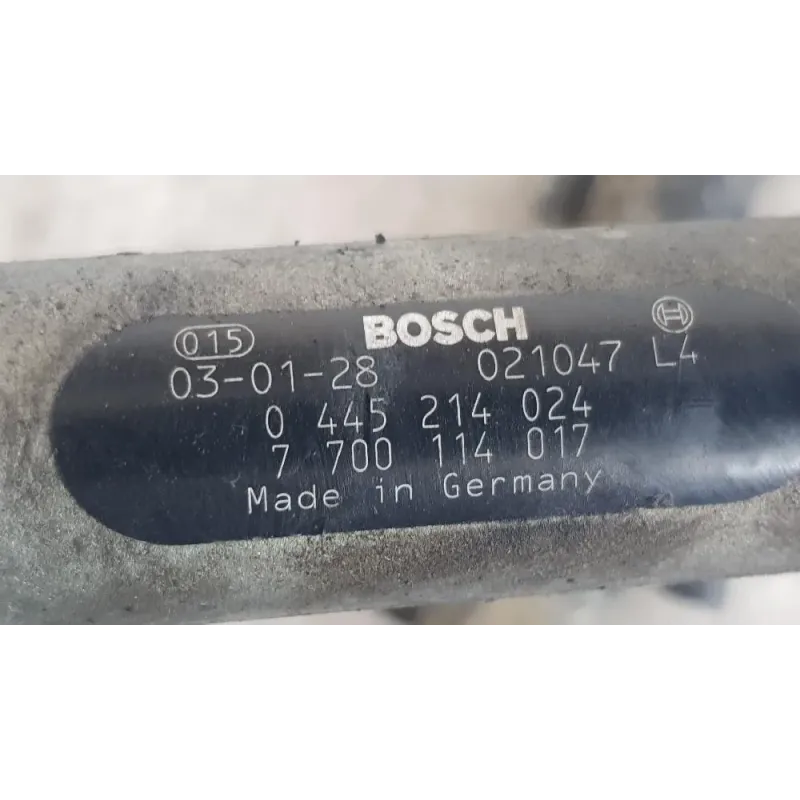 015 BOSCH
03-01-28 021047 L4
0 445 214 024
7 700 114 017
Made in Germany